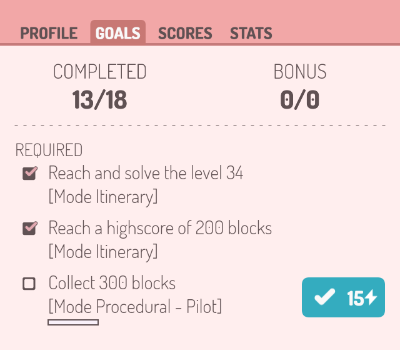 PROFILE GOALS SCORES STATS
COMPLETED BONUS
13/18 0/0
REQUIRED
Reach and solve the level 34
[Mode Itinerary]
Reach a highscore of 200 blocks
[Mode Itinerary]
Collect 300 blocks
[Mode Procedural - Pilot]
15